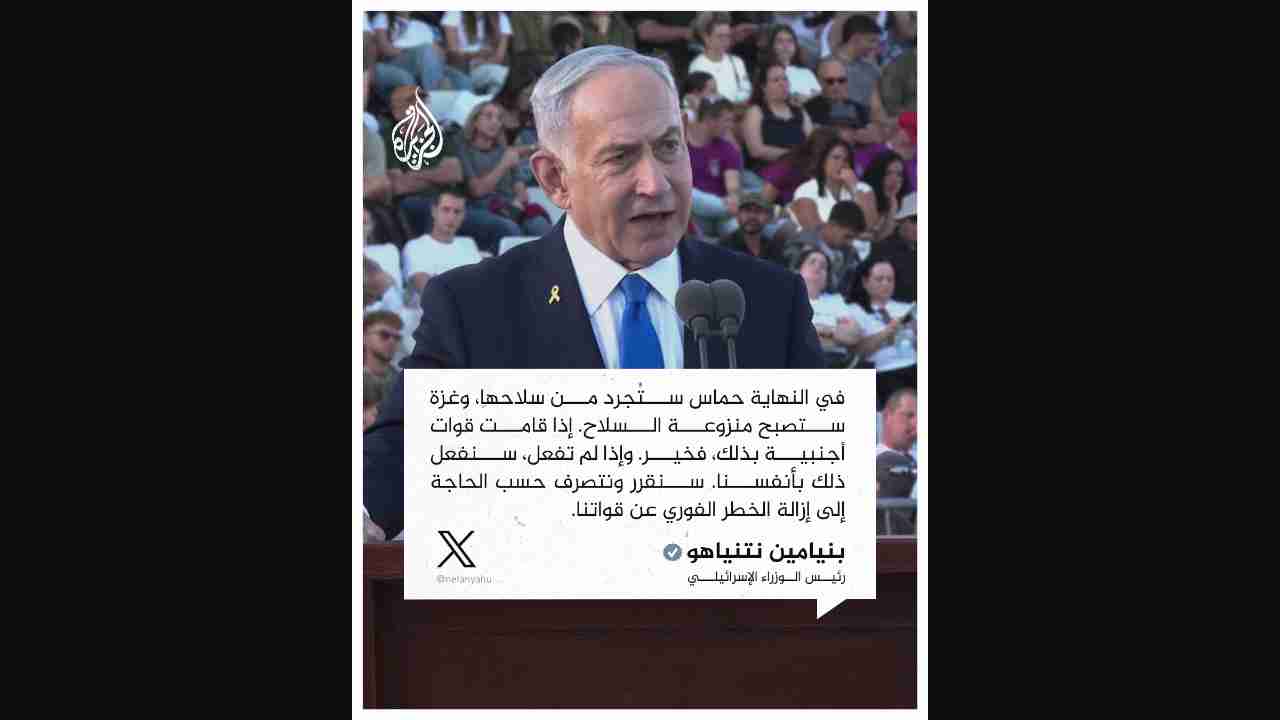 الجزيرة
في النهاية حماس ستُجرد من سلاحها، وغزة
ستصبح منزوعة السلاح. إذا قامت قوات
أجنبية بذلك، فخير. وإذا لم تفعل، سنفعل
ذلك بأنفسنا. سنقرر ونتصرف حسب الحاجة
إلى إزالة الخطر الفوري عن قواتنا.
بنيامين نتنياهو
رئيس الوزراء الإسرائيلي
X
@netanyahu